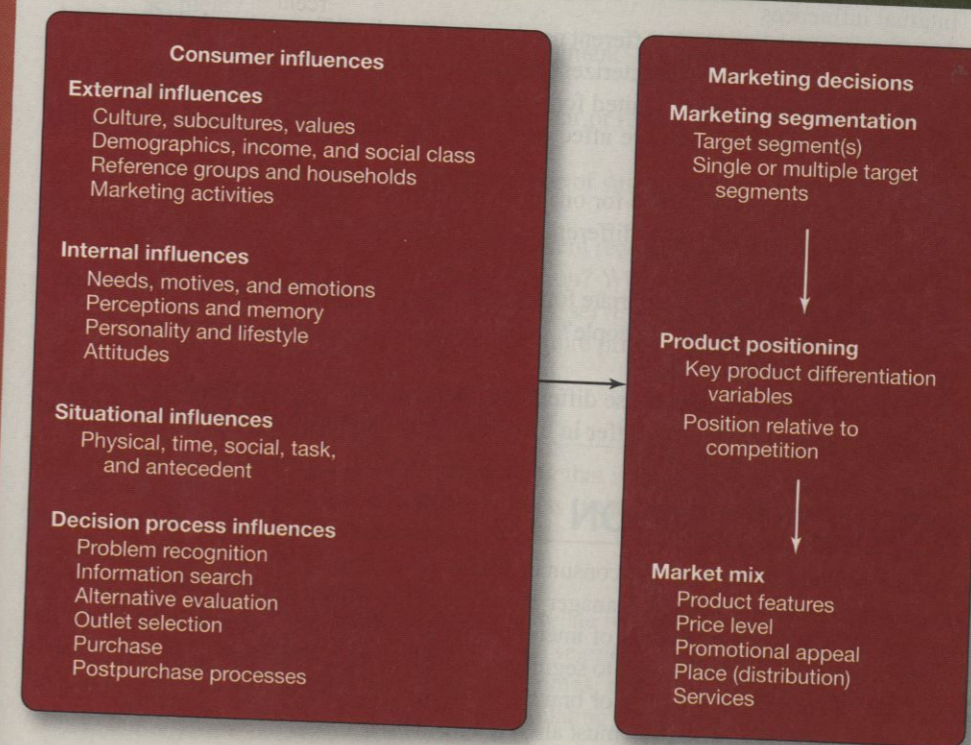 Consumer influences
External influences
Culture, subcultures, values
Demographics, income, and social class
Reference groups and households
Marketing activities
Internal influences
Needs, motives, and emotions
Perceptions and memory
Personality and lifestyle
Attitudes
Situational influences
Physical, time, social, task,
and antecedent
Decision process influences
Problem recognition
Information search
Alternative evaluation
Outlet selection
Purchase
Postpurchase processes
Marketing decisions
Marketing segmentation
Target segment(s)
Single or multiple target
segments
Product positioning
Key product differentiation
variables
Position relative to
competition
Market mix
Product features
Price level
Promotional appeal
Place (distribution)
Services